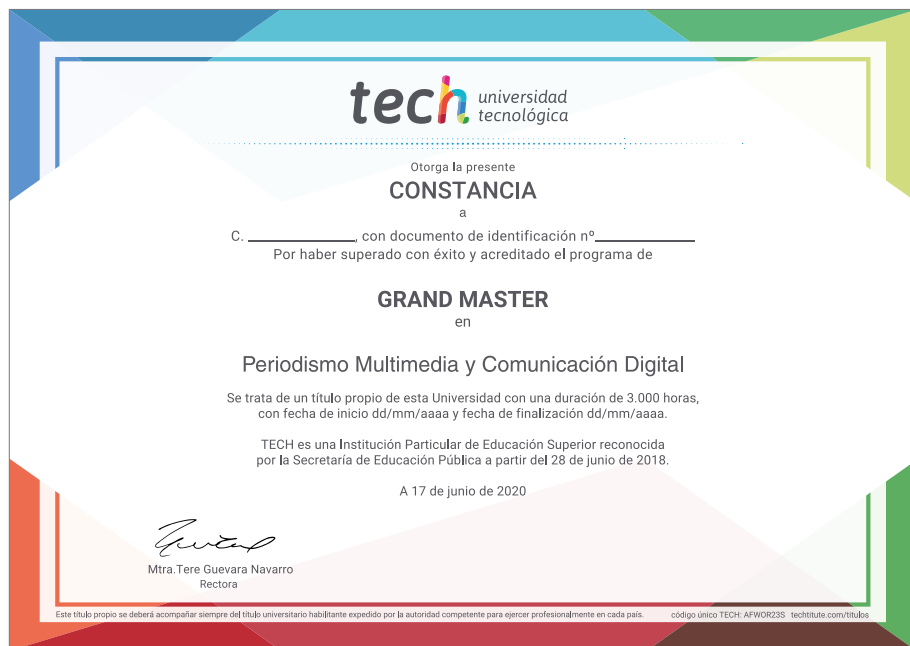 tech universidad
tecnológica
Otorga la presente
CONSTANCIA
a
C. ____________, con documento de identificación nº____________
Por haber superado con éxito y acreditado el programa de
GRAND MASTER
en
Periodismo Multimedia y Comunicación Digital
Se trata de un título propio de esta Universidad con una duración de 3.000 horas,
con fecha de inicio dd/mm/aaaa y fecha de finalización dd/mm/aaaa.
TECH es una Institución Particular de Educación Superior reconocida
por la Secretaría de Educación Pública a partir del 28 de junio de 2018.
A 17 de junio de 2020
Mtra.Tere Guevara Navarro
Rectora
Este título propio se deberá acompañar siempre del título universitario habilitante expedido por la autoridad competente para ejercer profesionalmente en cada país. código único TECH: AFWOR23S techtitute.com/titulos